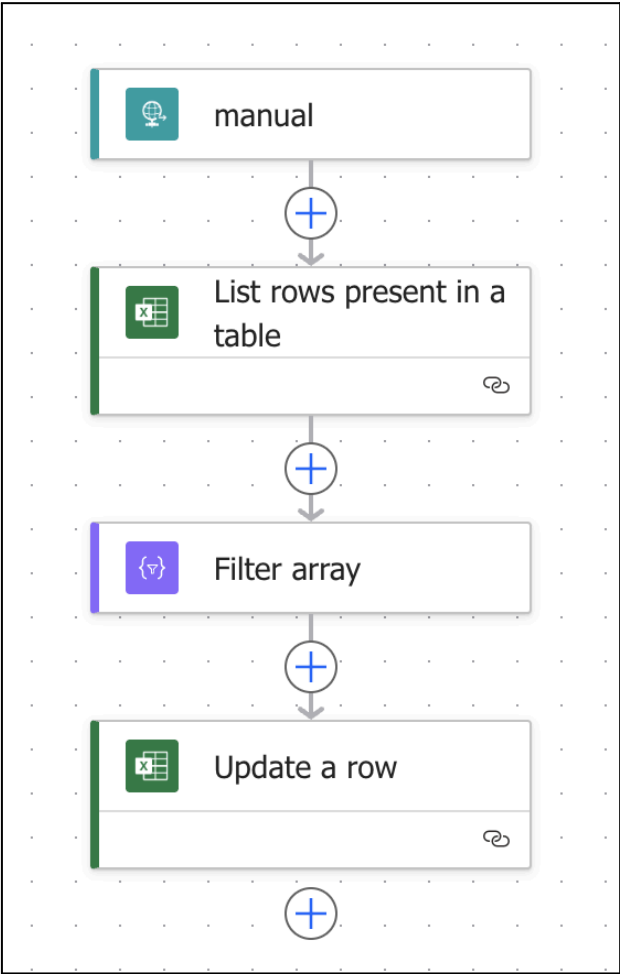 manual
List rows present in a
table
Filter array
Update a row